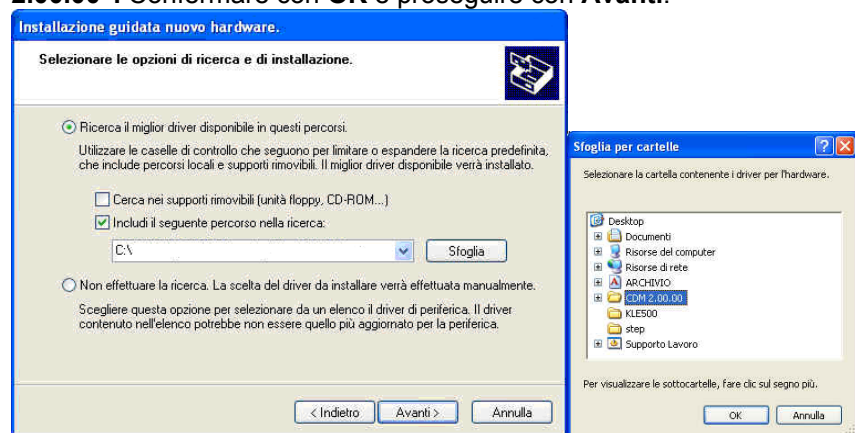 2.00.00". Confermare con OK e proseguire con Avanti.
Installazione guidata nuovo hardware.
Selezionare le opzioni di ricerca e di installazione.
Ricerca il miglior driver disponibile in questi percorsi.
Utilizzare le caselle di controllo che seguono per limitare o espandere la ricerca predefinita,
che include percorsi locali e supporti rimovibili. Il miglior driver disponibile verrà installato.
Cerca nei supporti rimovibili (unità floppy, CD-ROM...)
Includi il seguente percorso nella ricerca:
C:\
Sfoglia
Non effettuare la ricerca. La scelta del driver da installare verrà effettuata manualmente.
Scegliere questa opzione per selezionare da un elenco il driver di periferica. Il driver
contenuto nell'elenco potrebbe non essere quello più aggiornato per la periferica.
< Indietro
Avanti >
Annulla
Sfoglia per cartelle
Selezionare la cartella contenente i driver per l'hardware.
Desktop
Documenti
Risorse del computer
Risorse di rete
ARCHIVIO
CDM 2.00.00
KLE500
step
Supporto Lavoro
Per visualizzare le sottocartelle, fare clic sul segno più.
OK
Annulla